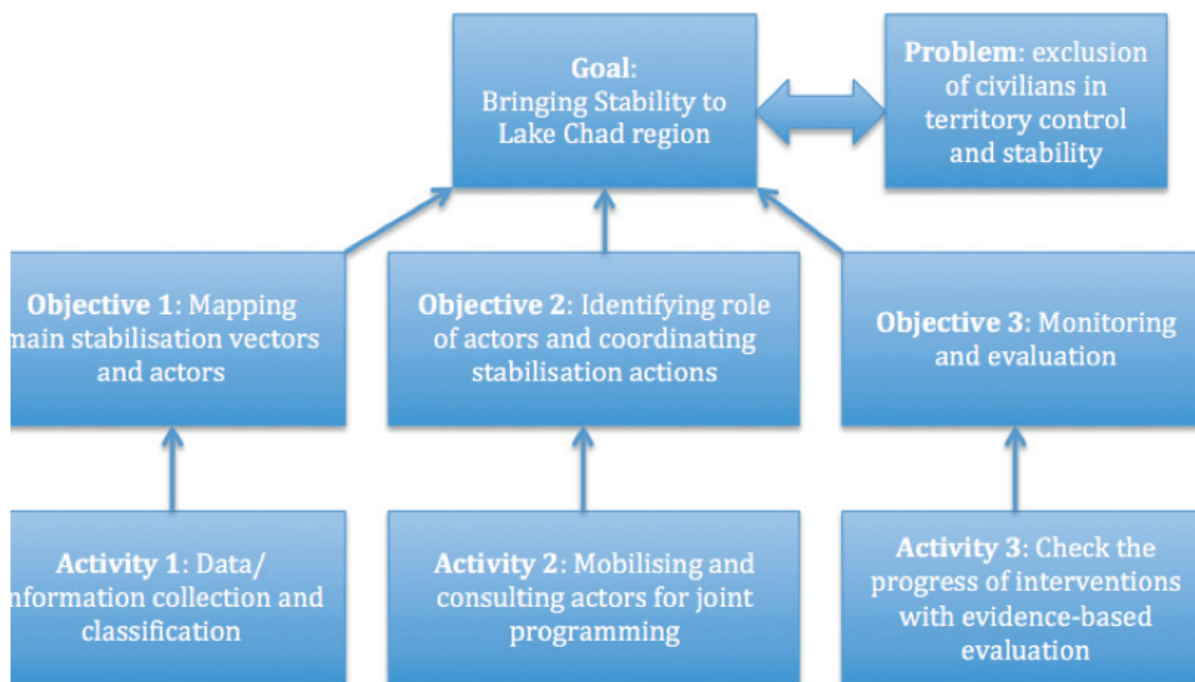 Goal:
Bringing Stability to
Lake Chad region
Problem: exclusion
of civilians in
territory control
and stability
Objective 1: Mapping
main stabilisation vectors
and actors
Objective 2: Identifying role
of actors and coordinating
stabilisation actions
Objective 3: Monitoring
and evaluation
Activity 1: Data/
nformation collection and
classification
Activity 2: Mobilising and
consulting actors for joint
programming
Activity 3: Check the
progress of interventions
with evidence-based
evaluation